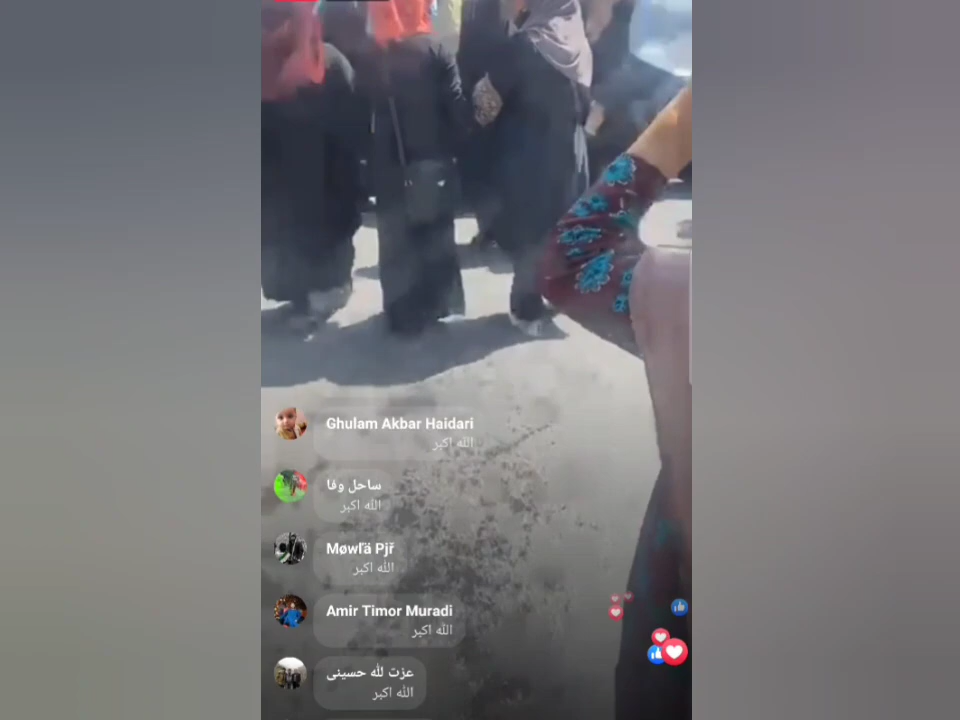 Ghulam Akbar Haidari
الله اکبر
ساحل وفا
الله اکبر
Møwľä Pjř
الله اکبر
Amir Timor Muradi
الله اکبر
عزت لله حسینی
الله اکبر